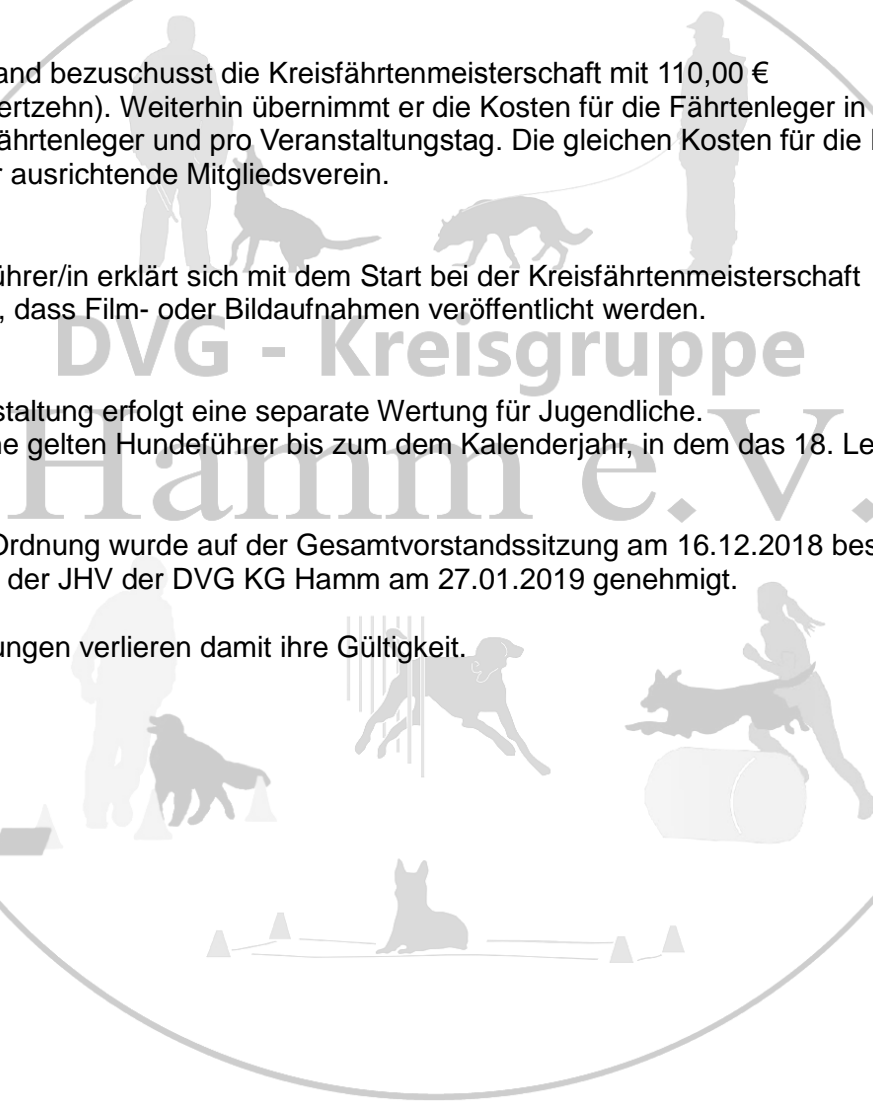 and bezuschusst die Kreisfährtenmeisterschaft mit 110,00 €
ertzehn). Weiterhin übernimmt er die Kosten für die Fährtenleger in
ährtenleger und pro Veranstaltungstag. Die gleichen Kosten für die
r ausrichtende Mitgliedsverein.
ührer/in erklärt sich mit dem Start bei der Kreisfährtenmeisterschaft
, dass Film- oder Bildaufnahmen veröffentlicht werden.
DVG - Kreisgruppe
staltung erfolgt eine separate Wertung für Jugendliche.
ne gelten Hundeführer bis zum dem Kalenderjahr, in dem das 18. Le
Hamm e.V.
Ordnung wurde auf der Gesamtvorstandssitzung am 16.12.2018 bes
der JHV der DVG KG Hamm am 27.01.2019 genehmigt.
ungen verlieren damit ihre Gültigkeit.